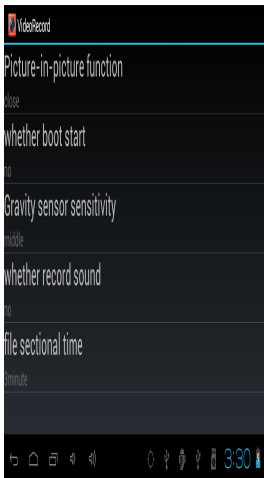 VideoRecord
Picture-in-picture function
close
whether boot start
no
Gravity sensor sensitivity
middle
whether record sound
no
file sectional time
3minute
3:30